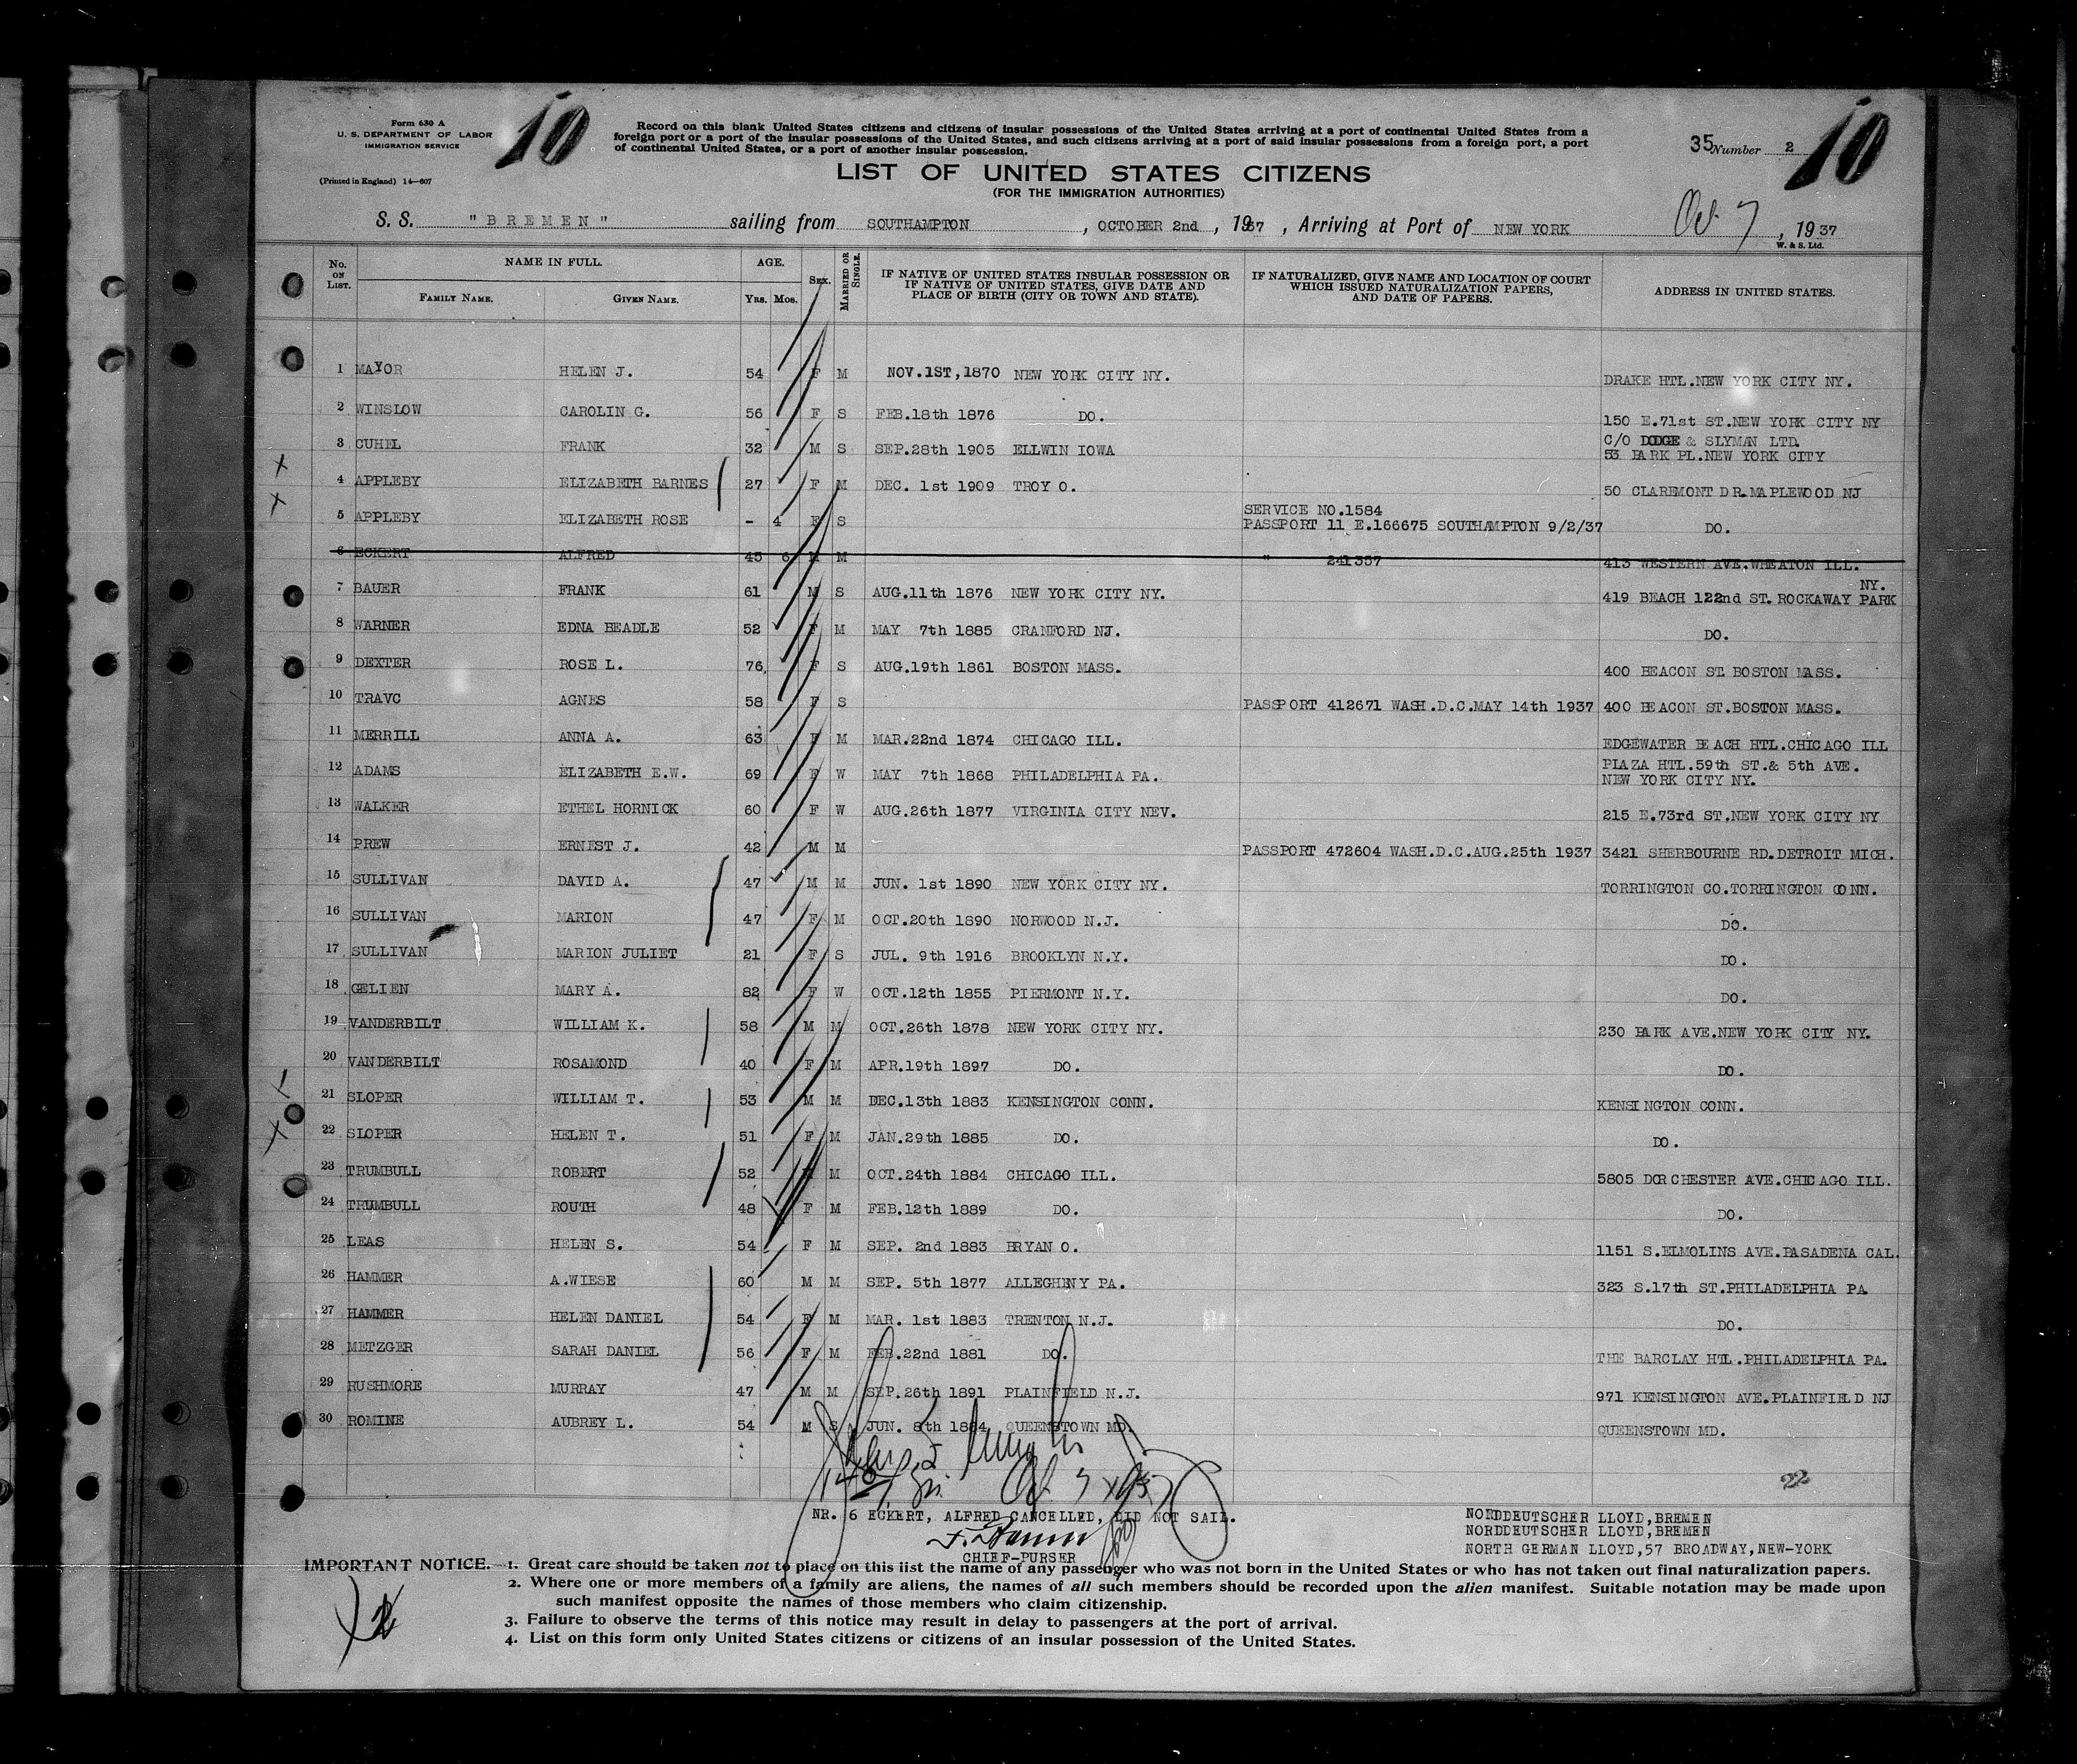 Form 630 A
U. S. DEPARTMENT OF LABOR
IMMIGRATION SERVICE
(Printed in England) 14—607
10
Record on this blank United States citizens and citizens of insular possessions of the United States arriving at a port of continental United States from a
foreign port or a port of the insular possessions of the United States, and such citizens arriving at a port of said insular possessions from a foreign port, a port
of continental United States, or a port of another insular possession.
35 Number 2
10
LIST OF UNITED STATES CITIZENS
(FOR THE IMMIGRATION AUTHORITIES)
S. S. "BREMEN" sailing from SOUTHAMPTON, OCTOBER 2nd, 1937, Arriving at Port of NEW YORK Oct 7, 1937
W. & S. Ltd.
No. ON LIST. NAME IN FULL. AGE. SEX. MARRIED OR SINGLE. IF NATIVE OF UNITED STATES INSULAR POSSESSION OR IF NATIVE OF UNITED STATES, GIVE DATE AND PLACE OF BIRTH (CITY OR TOWN AND STATE). IF NATURALIZED, GIVE NAME AND LOCATION OF COURT WHICH ISSUED NATURALIZATION PAPERS, AND DATE OF PAPERS. ADDRESS IN UNITED STATES.
FAMILY NAME. GIVEN NAME. YRS. MOS.
1 MAYOR HELEN J. 54 F M NOV.1ST,1870 NEW YORK CITY NY. DRAKE HTL.NEW YORK CITY NY.
2 WINSLOW CAROLIN G. 56 F S FEB.18th 1876 DO. 150 E.71st ST.NEW YORK CITY NY
3 CUHEL FRANK 32 M S SEP.28th 1905 ELLWIN IOWA C/O DODGE & SLYMAN LTD.
53 PARK PL.NEW YORK CITY
4 APPLEBY ELIZABETH BARNES 27 F M DEC. 1st 1909 TROY O. 50 CLAREMONT DR.MAPLEWOOD NJ
SERVICE NO.1584
5 APPLEBY ELIZABETH ROSE - 4 F S PASSPORT 11 E.166675 SOUTHAMPTON 9/2/37 DO.
6 ECKERT ALFRED 45 6 M M " 241357 413 WESTERN AVE.WHEATON ILL.
7 BAUER FRANK 61 M S AUG.11th 1876 NEW YORK CITY NY. 419 BEACH 122nd ST. ROCKAWAY PARK NY.
8 WARNER EDNA BEADLE 52 F M MAY 7th 1885 CRANFORD NJ. DO.
9 DEXTER ROSE L. 76 F S AUG.19th 1861 BOSTON MASS. 400 BEACON ST. BOSTON MASS.
10 TRAVC AGNES 58 F S PASSPORT 412671 WASH.D.C.MAY 14th 1937 400 BEACON ST.BOSTON MASS.
11 MERRILL ANNA A. 63 F M MAR.22nd 1874 CHICAGO ILL. EDGEWATER BEACH HTL.CHICAGO ILL
12 ADAMS ELIZABETH E.W. 69 F W MAY 7th 1868 PHILADELPHIA PA. PLAZA HTL.59th ST.& 5th AVE.
NEW YORK CITY NY.
13 WALKER ETHEL HORNICK 60 F W AUG.26th 1877 VIRGINIA CITY NEV. 215 E.73rd ST.NEW YORK CITY NY
14 PREW ERNEST J. 42 M M PASSPORT 472604 WASH.D.C.AUG.25th 1937 3421 SHERBOURNE RD.DETROIT MICH.
15 SULLIVAN DAVID A. 47 M M JUN. 1st 1890 NEW YORK CITY NY. TORRINGTON CO.TORRINGTON CONN.
16 SULLIVAN MARION 47 F M OCT.20th 1890 NORWOOD N.J. DO.
17 SULLIVAN MARION JULIET 21 F S JUL. 9th 1916 BROOKLYN N.Y. DO.
18 GELIEN MARY A. 82 F W OCT.12th 1855 PIERMONT N.Y. DO.
19 VANDERBILT WILLIAM K. 58 M M OCT.26th 1878 NEW YORK CITY NY. 230 PARK AVE.NEW YORK CITY NY.
20 VANDERBILT ROSAMOND 40 F M APR.19th 1897 DO. DO.
21 SLOPER WILLIAM T. 53 M M DEC.13th 1883 KENSINGTON CONN. KENSINGTON CONN.
22 SLOPER HELEN T. 51 F M JAN.29th 1885 DO. DO.
23 TRUMBULL ROBERT 52 M M OCT.24th 1884 CHICAGO ILL. 5805 DORCHESTER AVE.CHICAGO ILL.
24 TRUMBULL ROUTH 48 F M FEB.12th 1889 DO. DO.
25 LEAS HELEN S. 54 F M SEP. 2nd 1883 BRYAN O. 1151 S.ELMOLINS AVE.PASADENA CAL.
26 HAMMER A.WIESE 60 M M SEP. 5th 1877 ALLEGHENY PA. 323 S.17th ST.PHILADELPHIA PA
27 HAMMER HELEN DANIEL 54 F M MAR. 1st 1883 TRENTON N.J. DO.
28 METZGER SARAH DANIEL 56 F M FEB.22nd 1881 DO. THE BARCLAY HTL.PHILADELPHIA PA.
29 RUSHMORE MURRAY 47 M M SEP.26th 1891 PLAINFIELD N.J. 971 KENSINGTON AVE.PLAINFIELD NJ
30 ROMINE AUBREY L. 54 M S JUN. 8th 1884 QUEENSTOWN MD. QUEENSTOWN MD.
Oct 7 1937
22
NR. 6 ECKERT, ALFRED CANCELLED, DID NOT SAIL.
CHIEF-PURSER
NORDDEUTSCHER LLOYD,BREMEN
NORDDEUTSCHER LLOYD,BREMEN
NORTH GERMAN LLOYD,57 BROADWAY,NEW-YORK
IMPORTANT NOTICE. 1. Great care should be taken not to place on this list the name of any passenger who was not born in the United States or who has not taken out final naturalization papers.
2. Where one or more members of a family are aliens, the names of all such members should be recorded upon the alien manifest. Suitable notation may be made upon
such manifest opposite the names of those members who claim citizenship.
3. Failure to observe the terms of this notice may result in delay to passengers at the port of arrival.
4. List on this form only United States citizens or citizens of an insular possession of the United States.